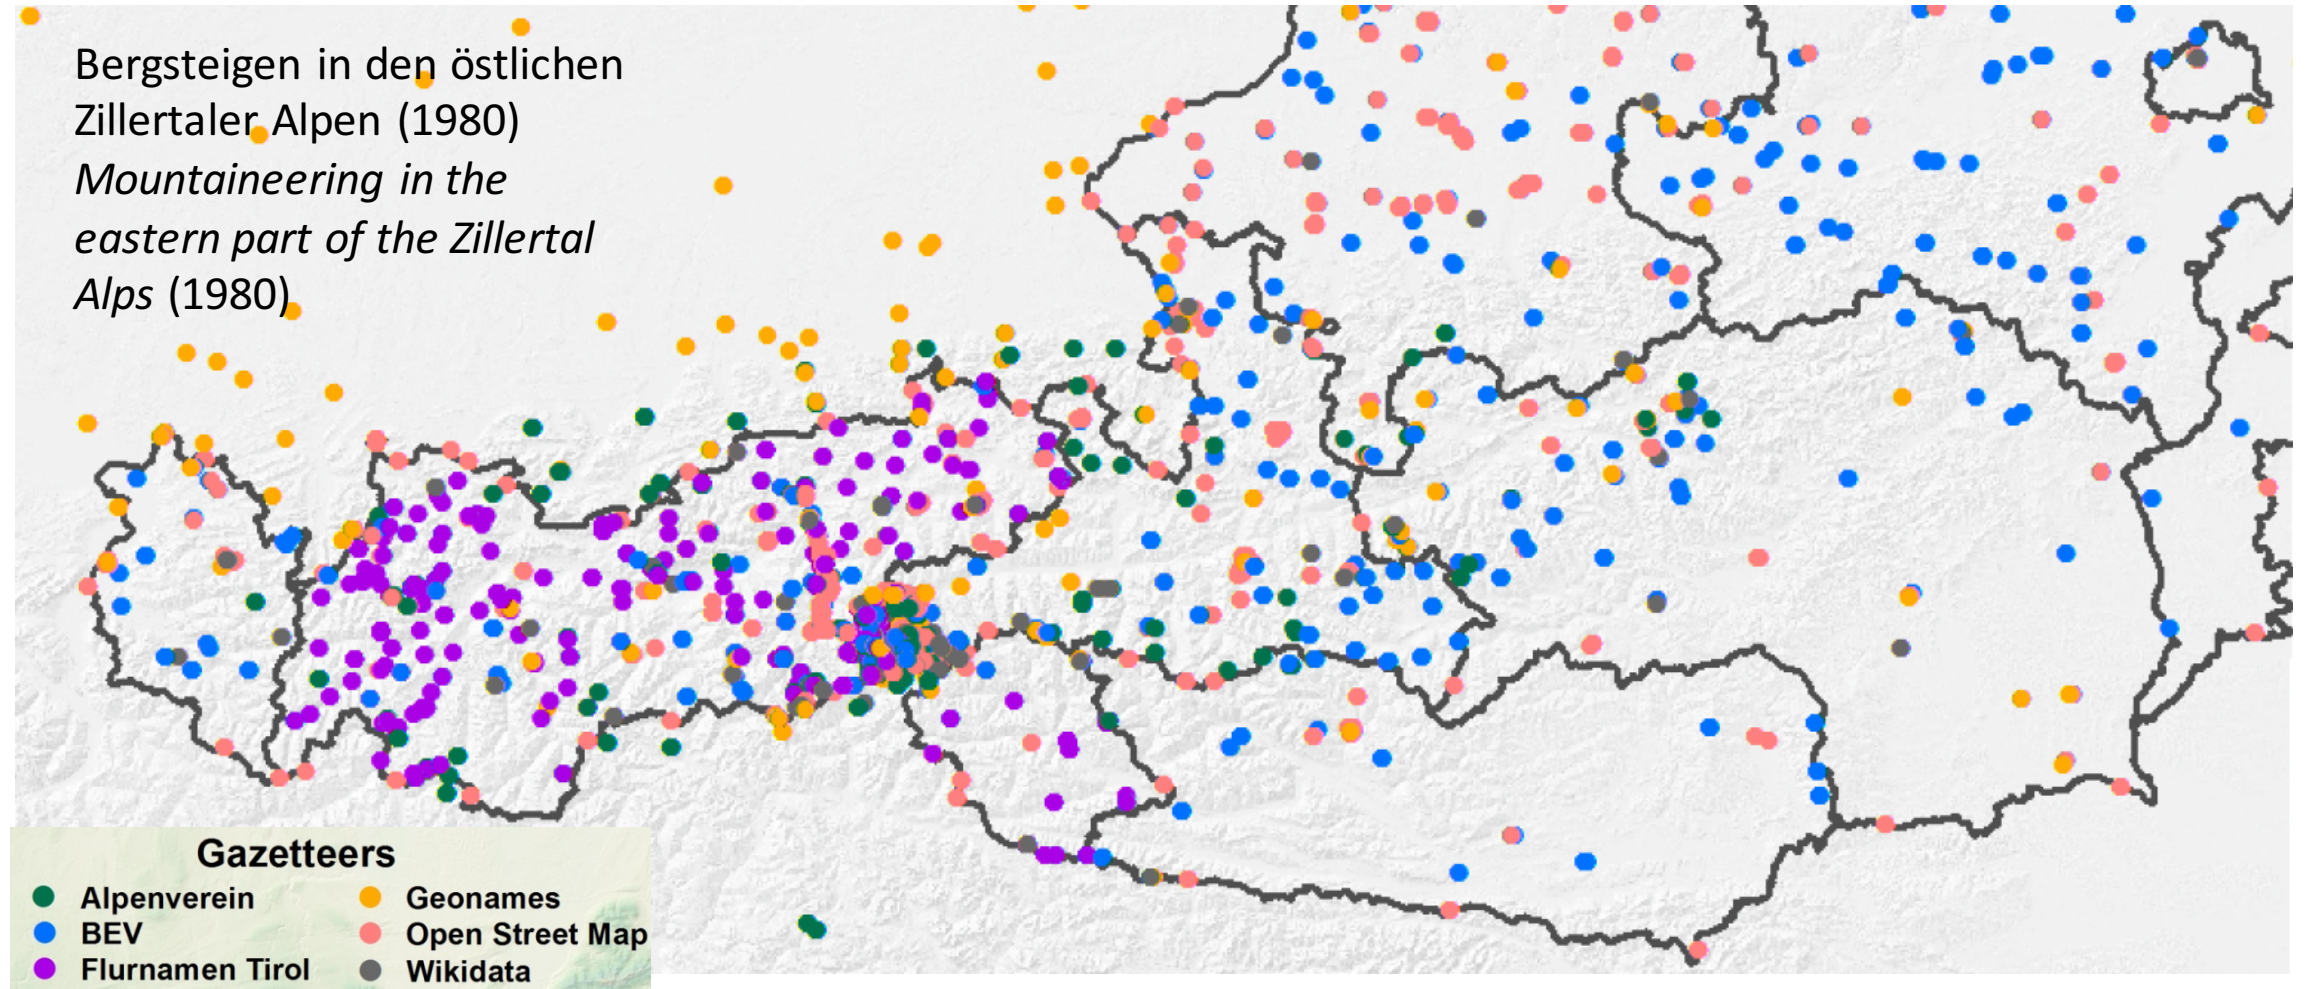 Bergsteigen in den östlichen
Zillertaler Alpen (1980)
Mountaineering in the
eastern part of the Zillertal
Alps (1980)
Gazetteers
Alpenverein
Geonames
BEV
Open Street Map
Flurnamen Tirol
Wikidata